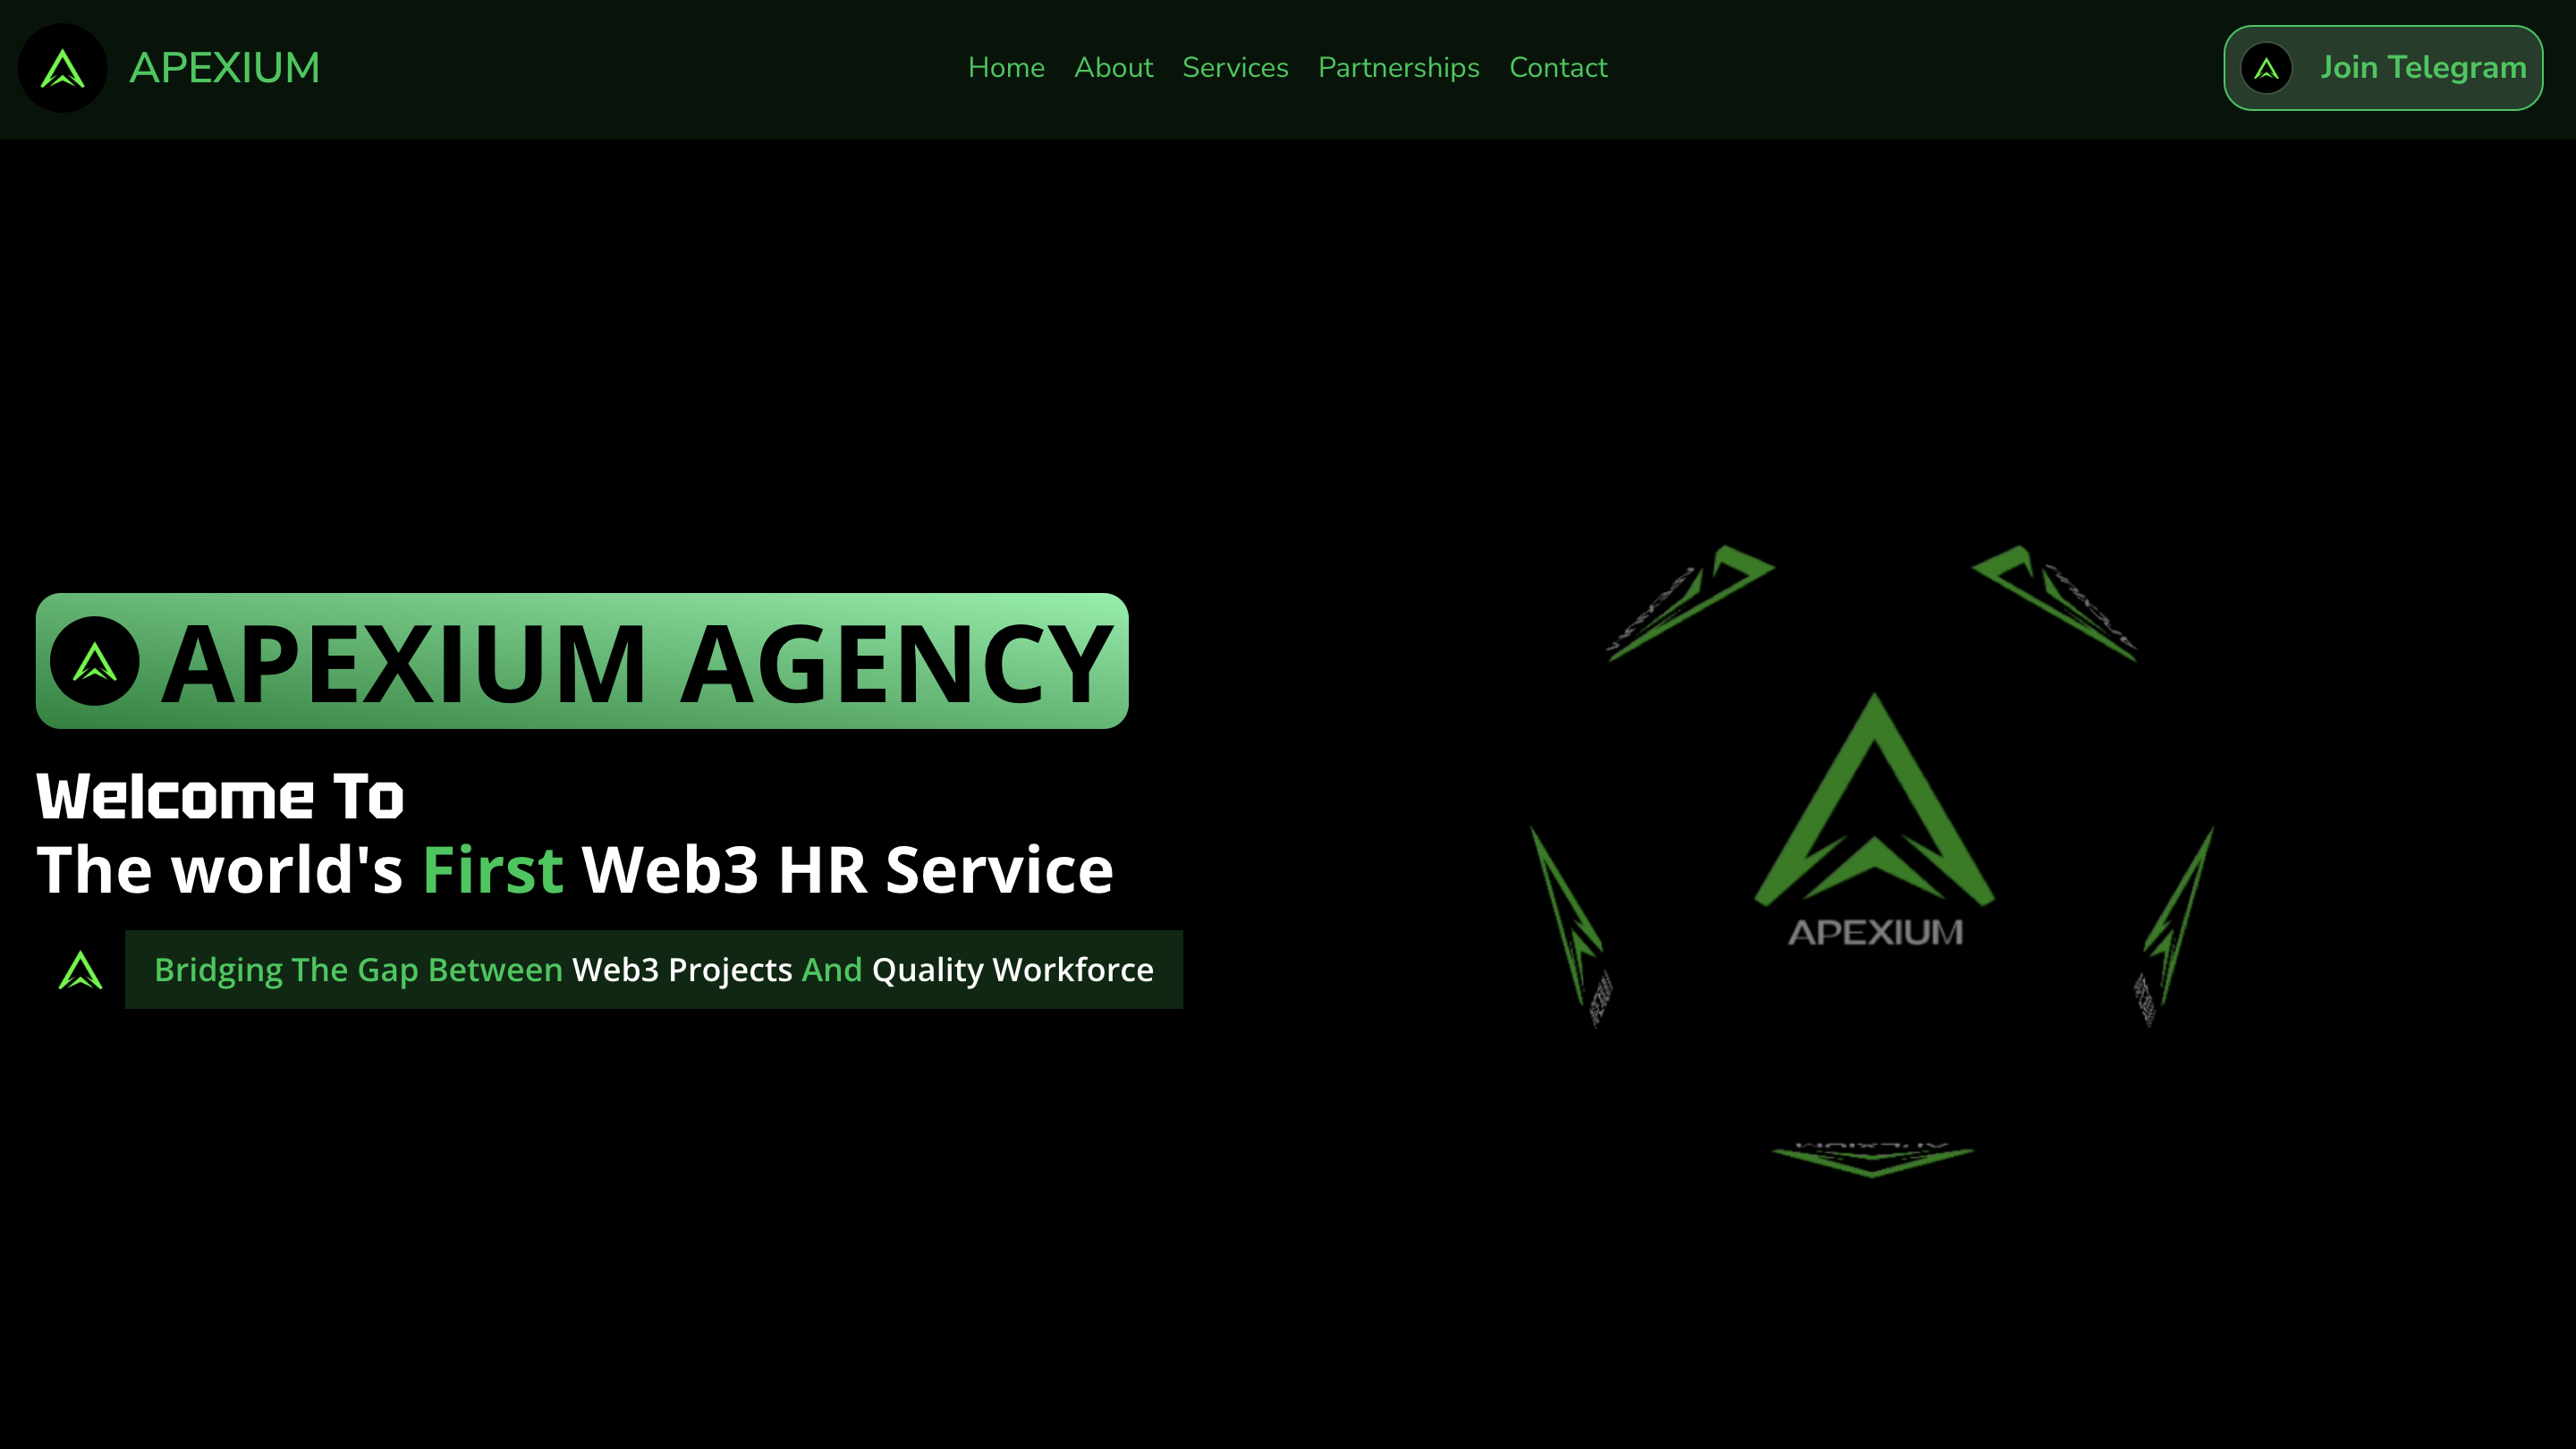 APEXIUM
Home About Services Partnerships Contact
Join Telegram
APEXIUM AGENCY
Welcome To
The world's First Web3 HR Service
Bridging The Gap Between Web3 Projects And Quality Workforce
APEXIUM